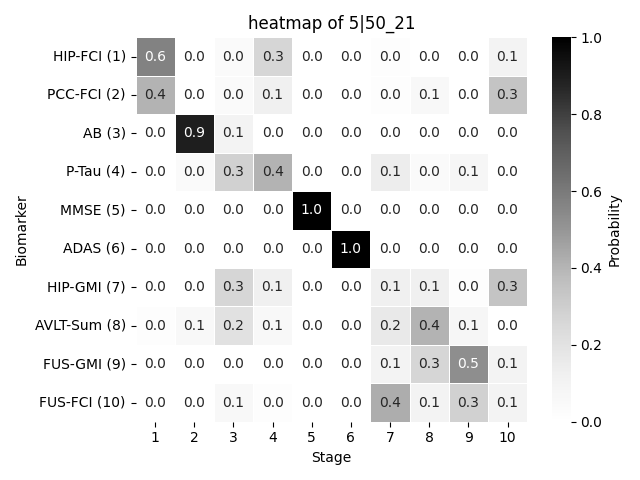 heatmap of 5|50_21
HIP-FCI (1) 0.6 0.0 0.0 0.3 0.0 0.0 0.0 0.0 0.0 0.1
PCC-FCI (2) 0.4 0.0 0.0 0.1 0.0 0.0 0.0 0.1 0.0 0.3
AB (3) 0.0 0.9 0.1 0.0 0.0 0.0 0.0 0.0 0.0 0.0
P-Tau (4) 0.0 0.0 0.3 0.4 0.0 0.0 0.1 0.0 0.1 0.0
MMSE (5) 0.0 0.0 0.0 0.0 1.0 0.0 0.0 0.0 0.0 0.0
ADAS (6) 0.0 0.0 0.0 0.0 0.0 1.0 0.0 0.0 0.0 0.0
HIP-GMI (7) 0.0 0.0 0.3 0.1 0.0 0.0 0.1 0.1 0.0 0.3
AVLT-Sum (8) 0.0 0.1 0.2 0.1 0.0 0.0 0.2 0.4 0.1 0.0
FUS-GMI (9) 0.0 0.0 0.0 0.0 0.0 0.0 0.1 0.3 0.5 0.1
FUS-FCI (10) 0.0 0.0 0.1 0.0 0.0 0.0 0.4 0.1 0.3 0.1
1 2 3 4 5 6 7 8 9 10
Stage
Biomarker
1.0
0.8
0.6
0.4
0.2
0.0
Probability